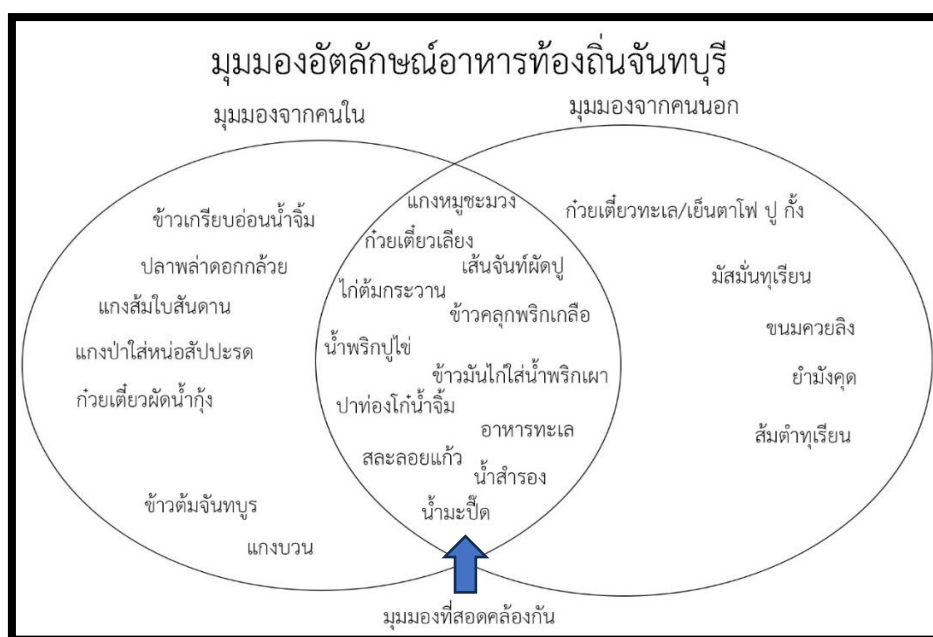 มุมมองอัตลักษณ์อาหารท้องถิ่นจันทบุรี
มุมมองจากคนใน
มุมมองจากคนนอก
ข้าวเกรียบอ่อนน้ำจิ้ม
ปลาพล่าดอกกล้วย
แกงส้มใบสันดาน
แกงป่าใส่หน่อสัปปะรด
ก๋วยเตี๋ยวผัดน้ำกุ้ง
ข้าวต้มจันทบูร
แกงบวน
แกงหมูชะมวง
ก๋วยเตี๋ยวเลียง
เส้นจันท์ผัดปู
ไก่ต้มกระวาน
ข้าวคลุกพริกเกลือ
น้ำพริกปูไข่
ข้าวมันไก่ใส่น้ำพริกเผา
ปาท่องโก๋น้ำจิ้ม
อาหารทะเล
สละลอยแก้ว
น้ำสำรอง
น้ำมะปี๊ด
ก๋วยเตี๋ยวทะเล/เย็นตาโฟ ปู กั้ง
มัสมั่นทุเรียน
ขนมควยลิง
ยำมังคุด
ส้มตำทุเรียน
มุมมองที่สอดคล้องกัน